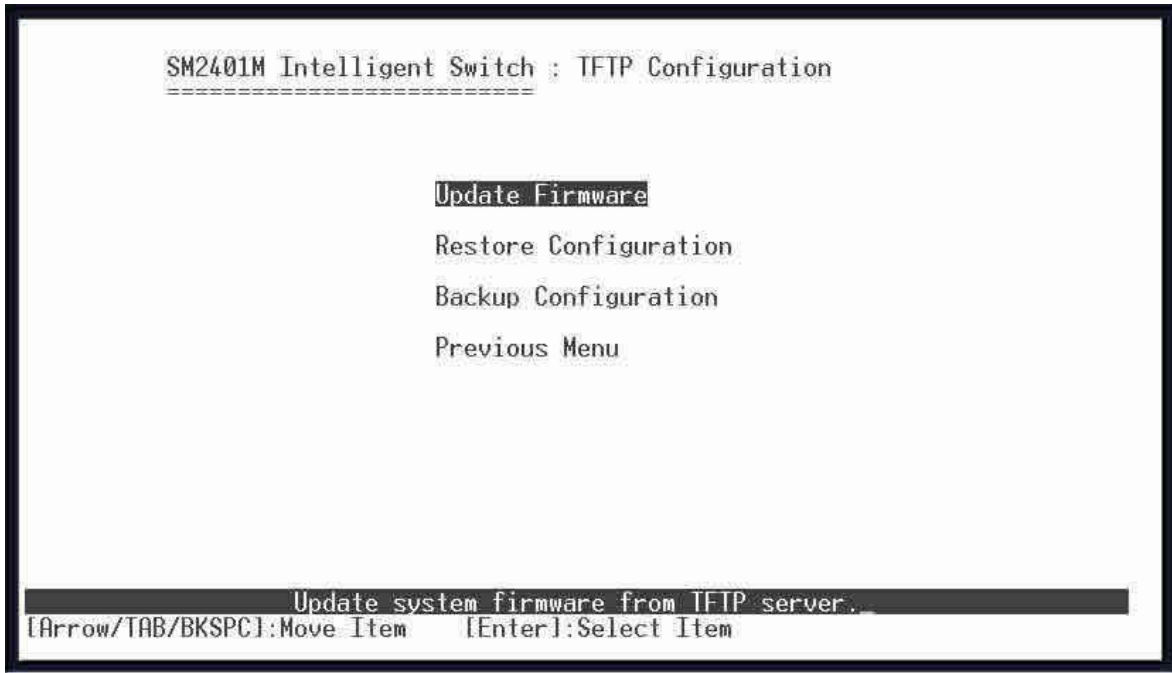 SM2401M Intelligent Switch : TFTP Configuration
==========================
Update Firmware
Restore Configuration
Backup Configuration
Previous Menu
Update system firmware from TFTP server._
[Arrow/TAB/BKSPC]:Move Item [Enter]:Select Item